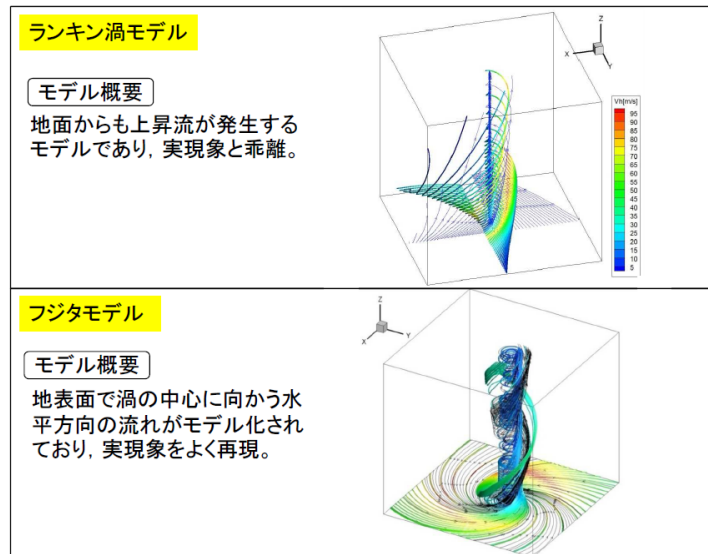 ランキン渦モデル
モデル概要
地面からも上昇流が発生する
モデルであり，実現象と乖離。
Z
X
Y
Vh[m/s]
95
90
85
80
75
70
65
60
55
50
45
40
35
30
25
20
15
10
5
フジタモデル
モデル概要
地表面で渦の中心に向かう水
平方向の流れがモデル化され
ており，実現象をよく再現。
Z
X
Y